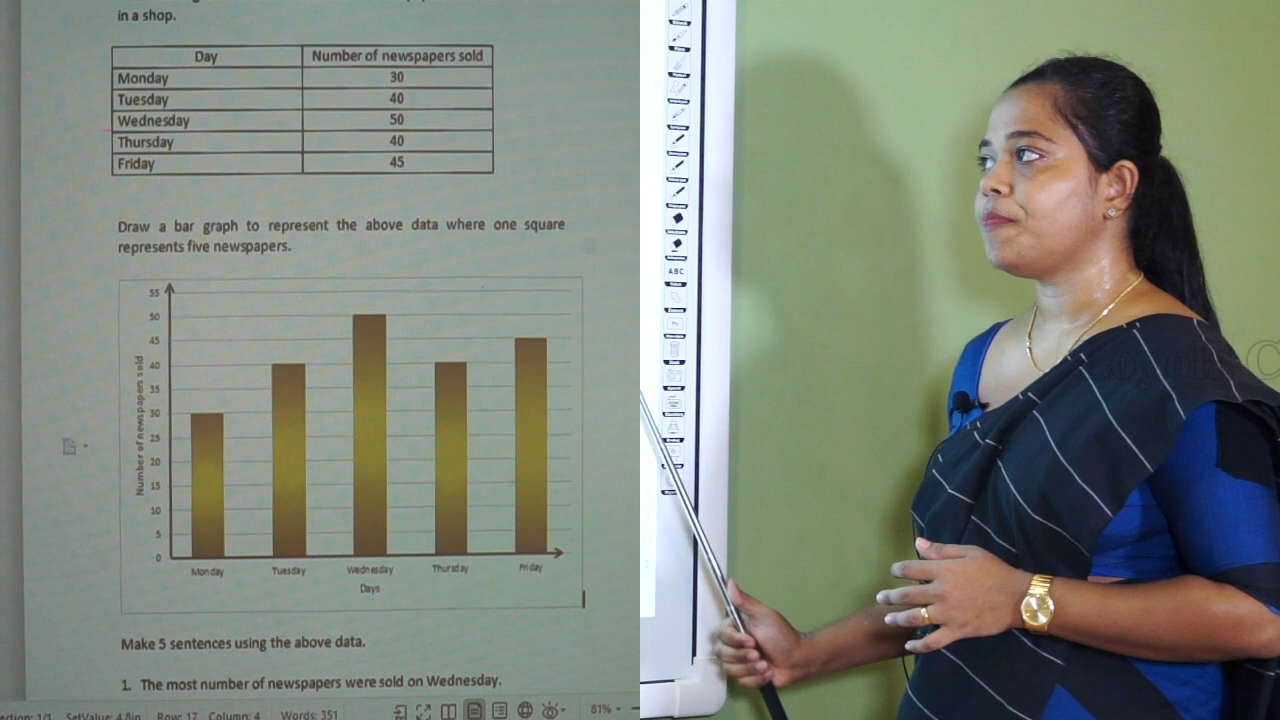 in a shop.
Day Number of newspapers sold
Monday 30
Tuesday 40
Wednesday 50
Thursday 40
Friday 45
Draw a bar graph to represent the above data where one square
represents five newspapers.
55
50
45
40
35
30
25
20
15
10
5
0
Number of newspapers sold
Monday Tuesday Wednesday Thursday Friday
Days
Make 5 sentences using the above data.
1. The most number of newspapers were sold on Wednesday.
Row: 17 Column: 4 Words: 351 81%
ABC